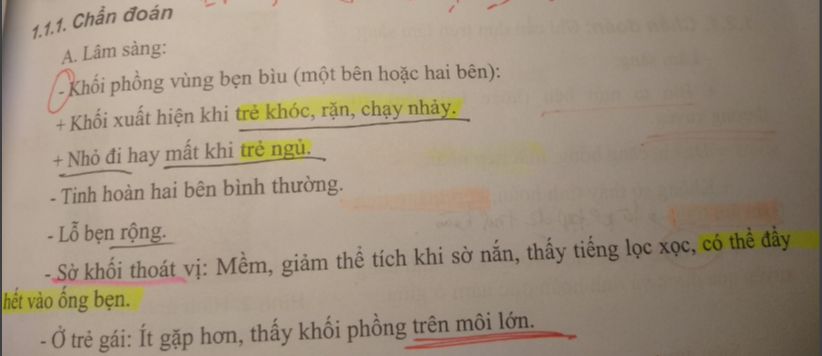 1.1.1. Chẩn đoán
A. Lâm sàng:
- Khối phồng vùng bẹn bìu (một bên hoặc hai bên):
+ Khối xuất hiện khi trẻ khóc, rặn, chạy nhảy.
+ Nhỏ đi hay mất khi trẻ ngủ.
- Tinh hoàn hai bên bình thường.
- Lỗ bẹn rộng.
- Sờ khối thoát vị: Mềm, giảm thể tích khi sờ nắn, thấy tiếng lọc xọc, có thể đẩy
hết vào ống bẹn.
- Ở trẻ gái: Ít gặp hơn, thấy khối phồng trên môi lớn.